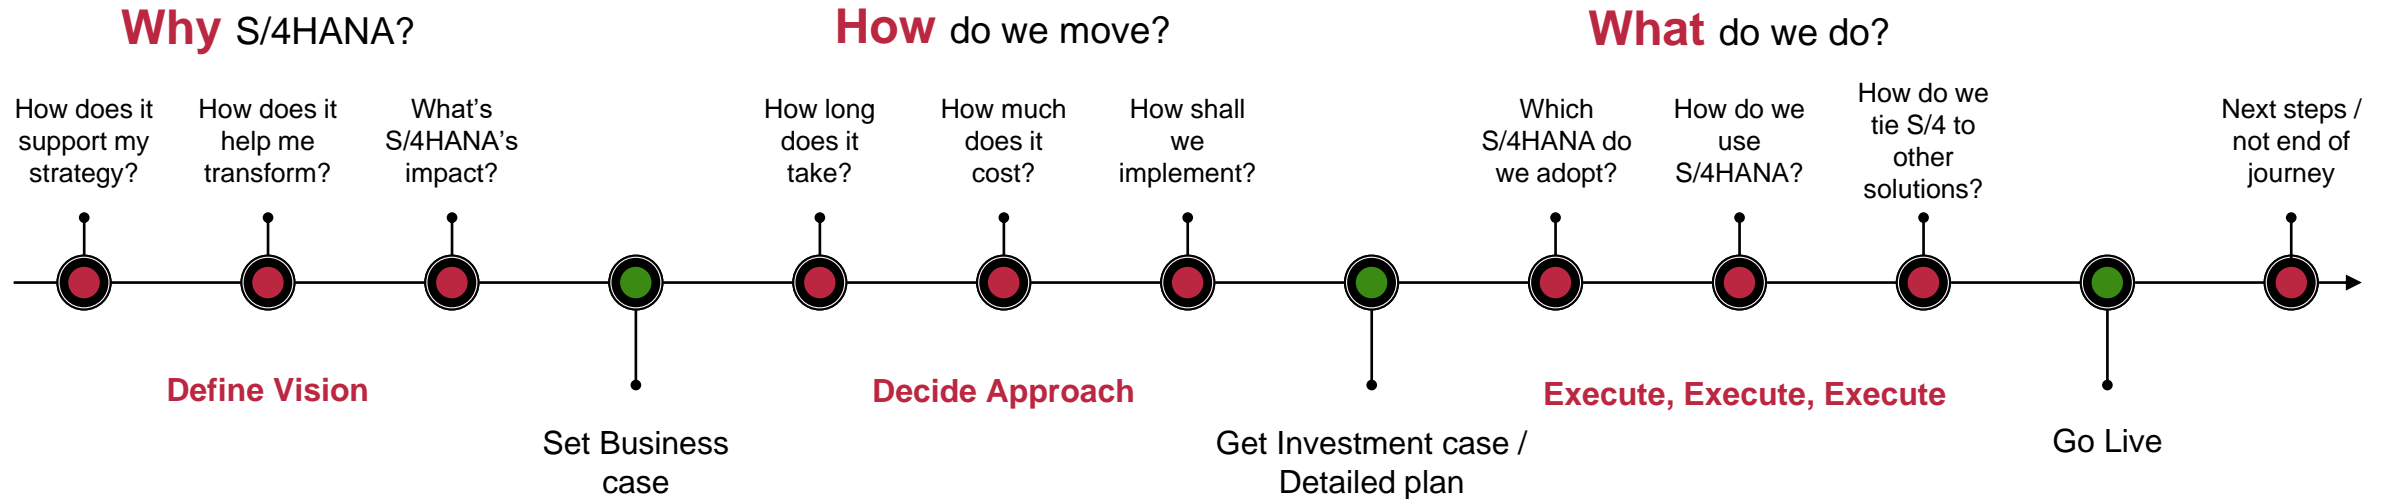 Why S/4HANA?
How do we move?
What do we do?
How does it
support my
strategy?
How does it
help me
transform?
What’s
S/4HANA’s
impact?
How long
does it
take?
How much
does it
cost?
How shall
we
implement?
Which
S/4HANA do
we adopt?
How do we
use
S/4HANA?
How do we
tie S/4 to
other
solutions?
Next steps /
not end of
journey
Define Vision
Decide Approach
Execute, Execute, Execute
Set Business
case
Get Investment case /
Detailed plan
Go Live